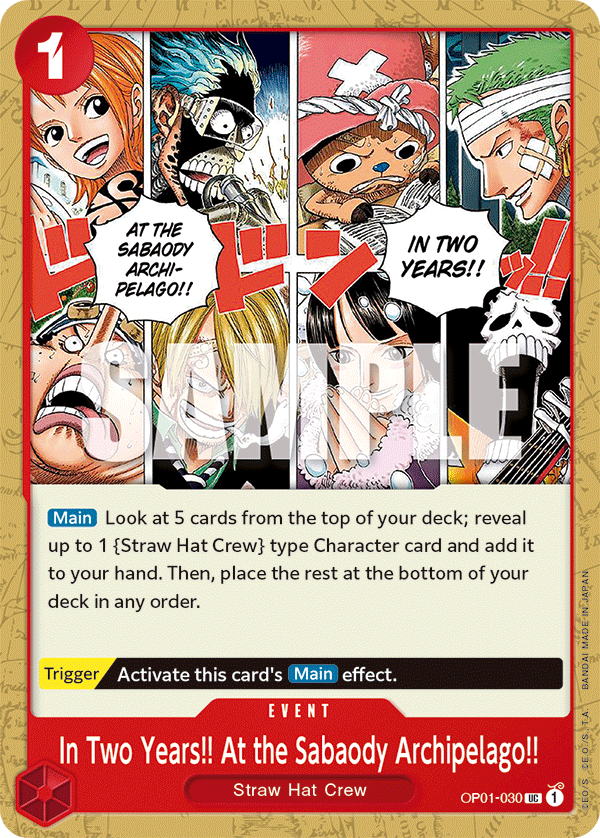 1
AT THE
SABAODY
ARCHI-
PELAGO!!
IN TWO
YEARS!!
ドドン ッ!!
SAMPLE
Main Look at 5 cards from the top of your deck; reveal
up to 1 {Straw Hat Crew} type Character card and add it
to your hand. Then, place the rest at the bottom of your
deck in any order.
Trigger Activate this card's Main effect.
EVENT
In Two Years!! At the Sabaody Archipelago!!
Straw Hat Crew
OP01-030 UC 1
BANDAI MADE IN JAPAN